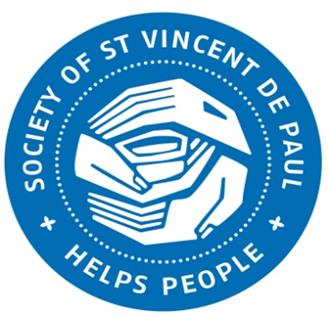 SOCIETY OF ST VINCENT DE PAUL
HELPS PEOPLE